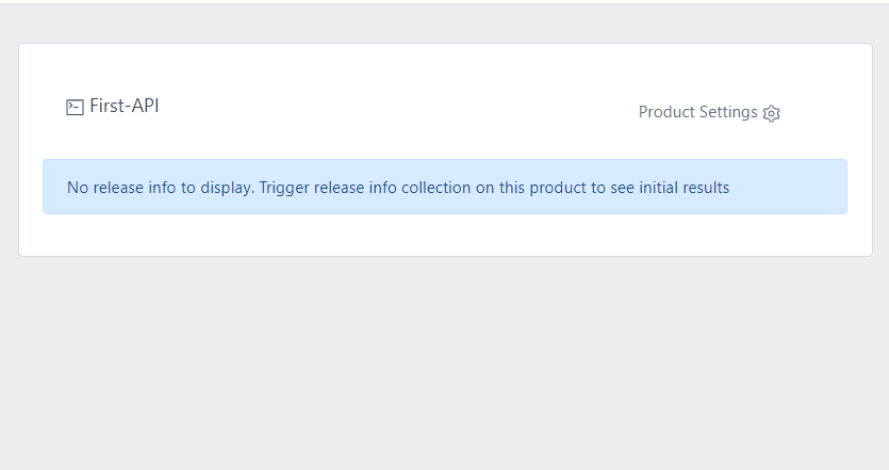 First-API
Product Settings
No release info to display. Trigger release info collection on this product to see initial results